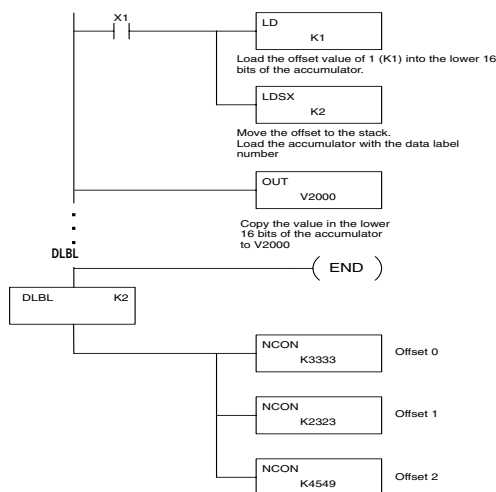 X1
LD
K1
Load the offset value of 1 (K1) into the lower 16
bits of the accumulator.
LDSX
K2
Move the offset to the stack.
Load the accumulator with the data label
number
OUT
V2000
Copy the value in the lower
16 bits of the accumulator
to V2000
DLBL
END
DLBL K2
NCON
K3333
Offset 0
NCON
K2323
Offset 1
NCON
K4549
Offset 2